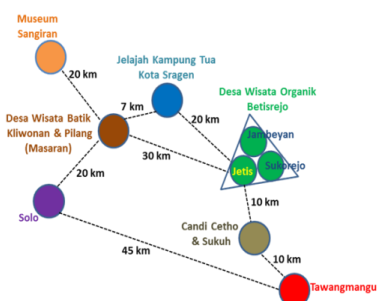 Museum
Sangiran
20 km
Jelajah Kampung Tua
Kota Sragen
7 km
20 km
Desa Wisata Organik
Betisrejo
Jambeyan
Sukorejo
Jetis
Desa Wisata Batik
Kliwonan & Pilang
(Masaran)
30 km
20 km
10 km
Solo
Candi Cetho
& Sukuh
45 km
10 km
Tawangmangu